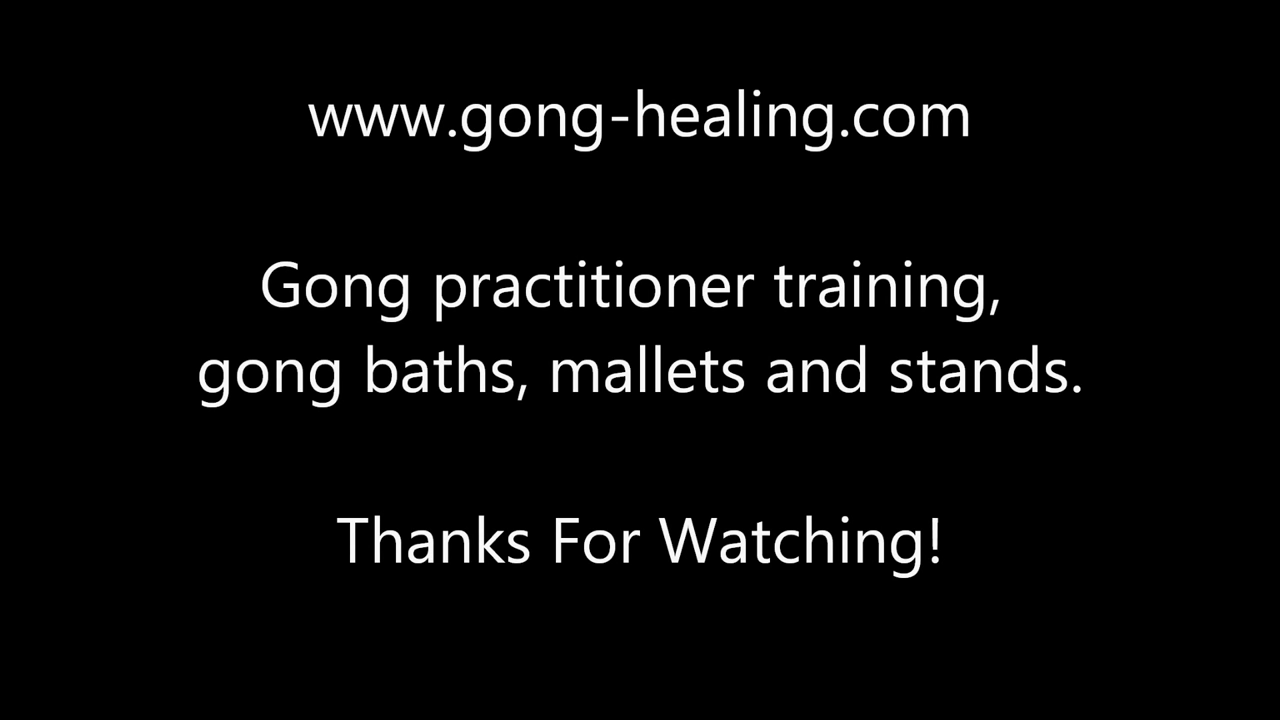 www.gong-healing.com
Gong practitioner training,
gong baths, mallets and stands.
Thanks For Watching!